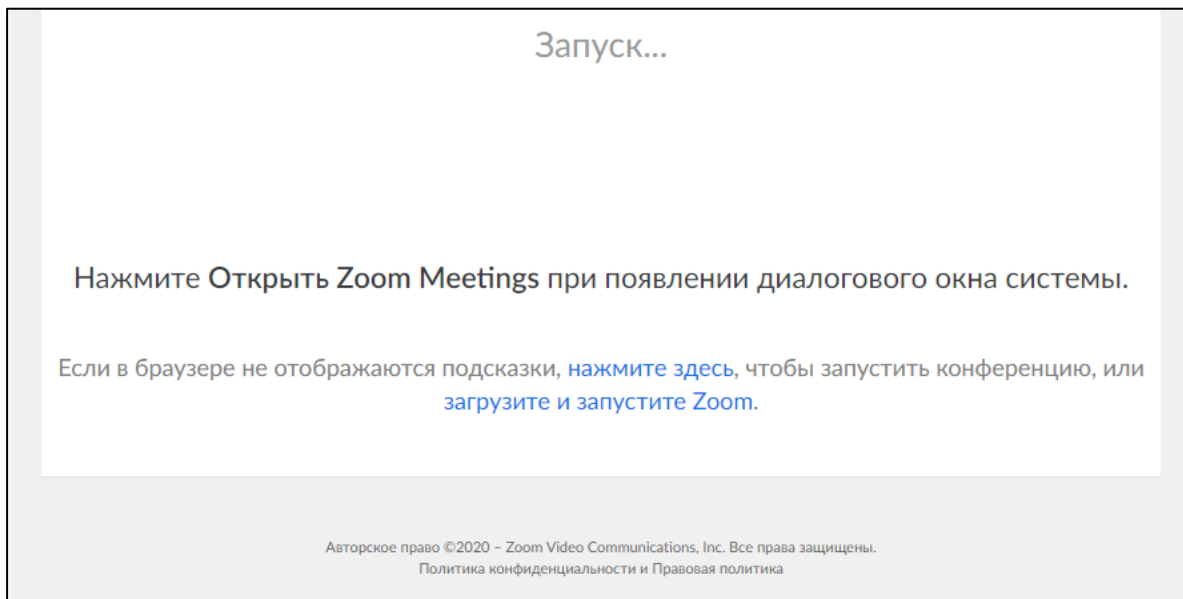 Запуск...
Нажмите Открыть Zoom Meetings при появлении диалогового окна системы.
Если в браузере не отображаются подсказки, нажмите здесь, чтобы запустить конференцию, или
загрузите и запустите Zoom.
Авторское право ©2020 – Zoom Video Communications, Inc. Все права защищены.
Политика конфиденциальности и Правовая политика